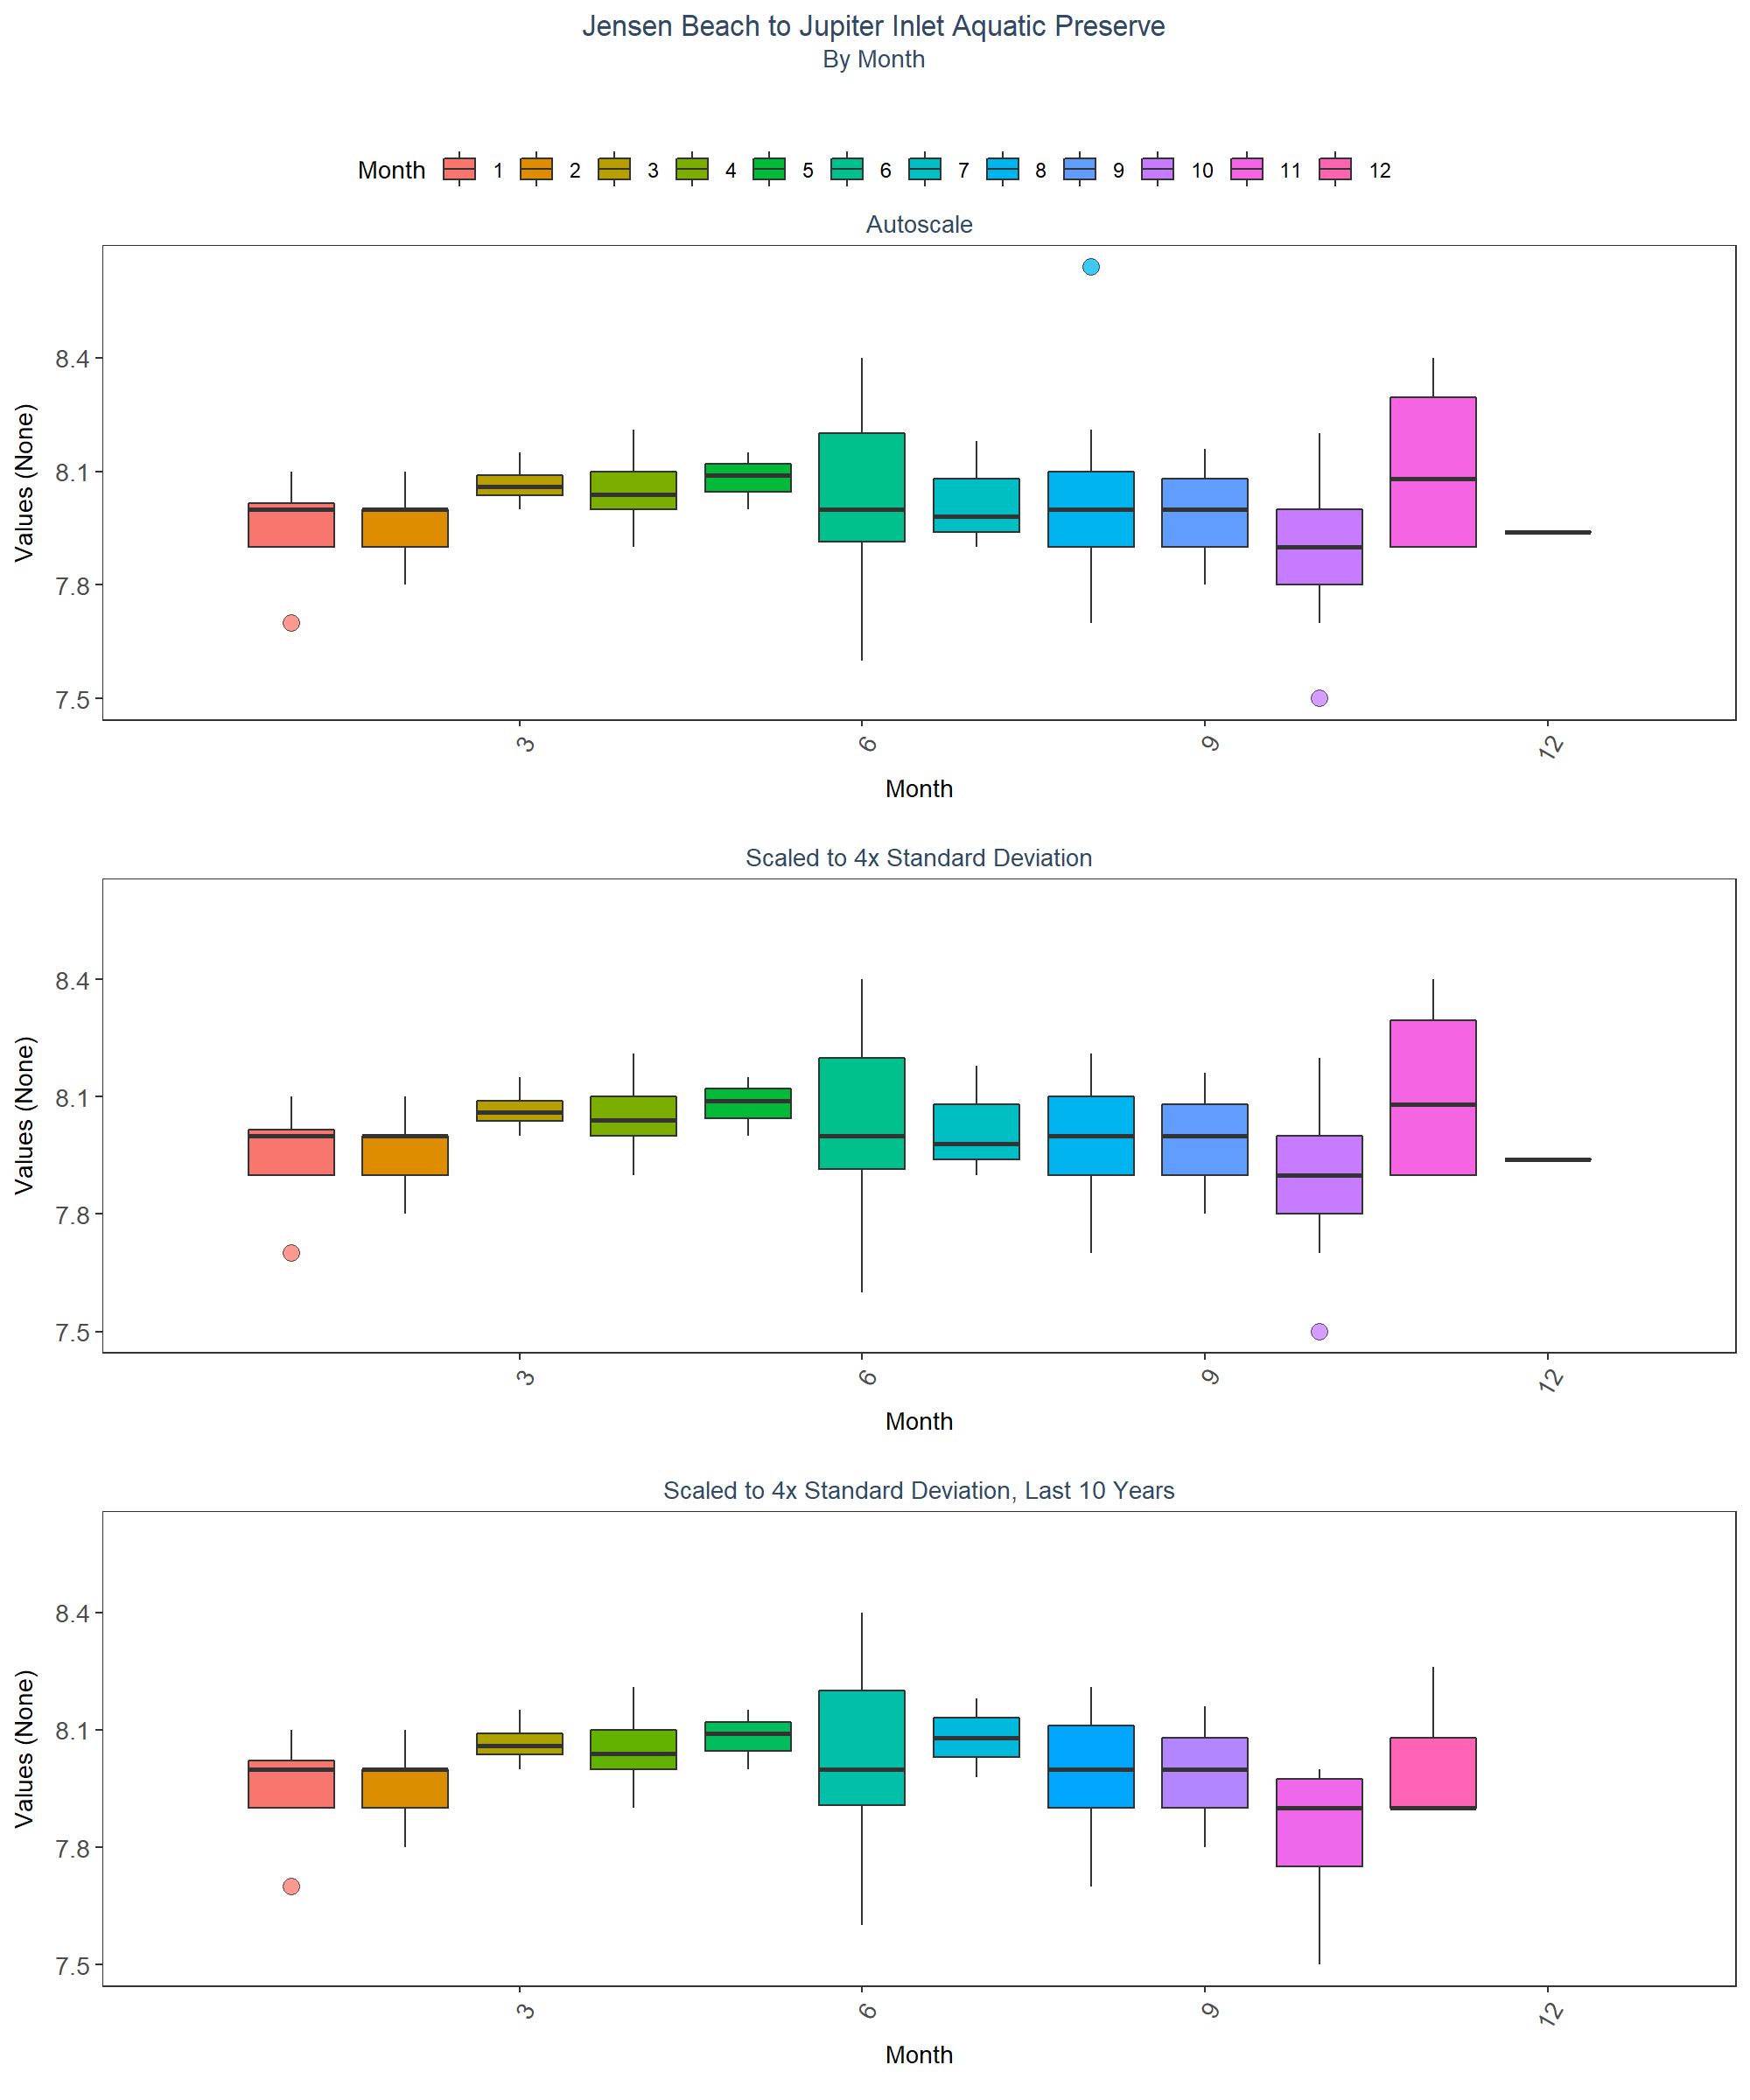 Jensen Beach to Jupiter Inlet Aquatic Preserve
By Month
Month 1 2 3 4 5 6 7 8 9 10 11 12
Autoscale
Values (None)
8.4
8.1
7.8
7.5
3 6 9 12
Month
Scaled to 4x Standard Deviation
Values (None)
8.4
8.1
7.8
7.5
3 6 9 12
Month
Scaled to 4x Standard Deviation, Last 10 Years
Values (None)
8.4
8.1
7.8
7.5
3 6 9 12
Month